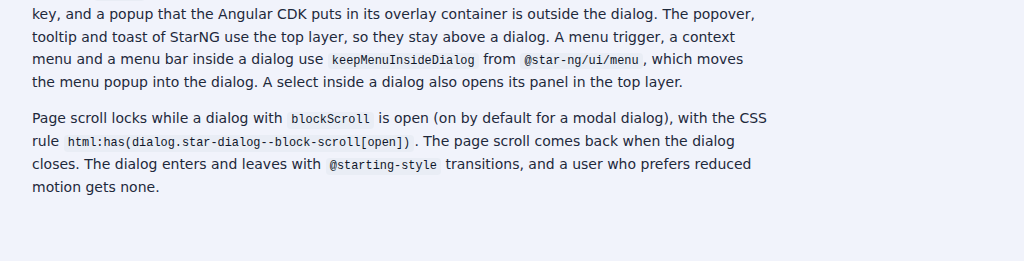 key, and a popup that the Angular CDK puts in its overlay container is outside the dialog. The popover,
tooltip and toast of StarNG use the top layer, so they stay above a dialog. A menu trigger, a context
menu and a menu bar inside a dialog use keepMenuInsideDialog from @star-ng/ui/menu, which moves
the menu popup into the dialog. A select inside a dialog also opens its panel in the top layer.
Page scroll locks while a dialog with blockScroll is open (on by default for a modal dialog), with the CSS
rule html:has(dialog.star-dialog--block-scroll[open]). The page scroll comes back when the dialog
closes. The dialog enters and leaves with @starting-style transitions, and a user who prefers reduced
motion gets none.